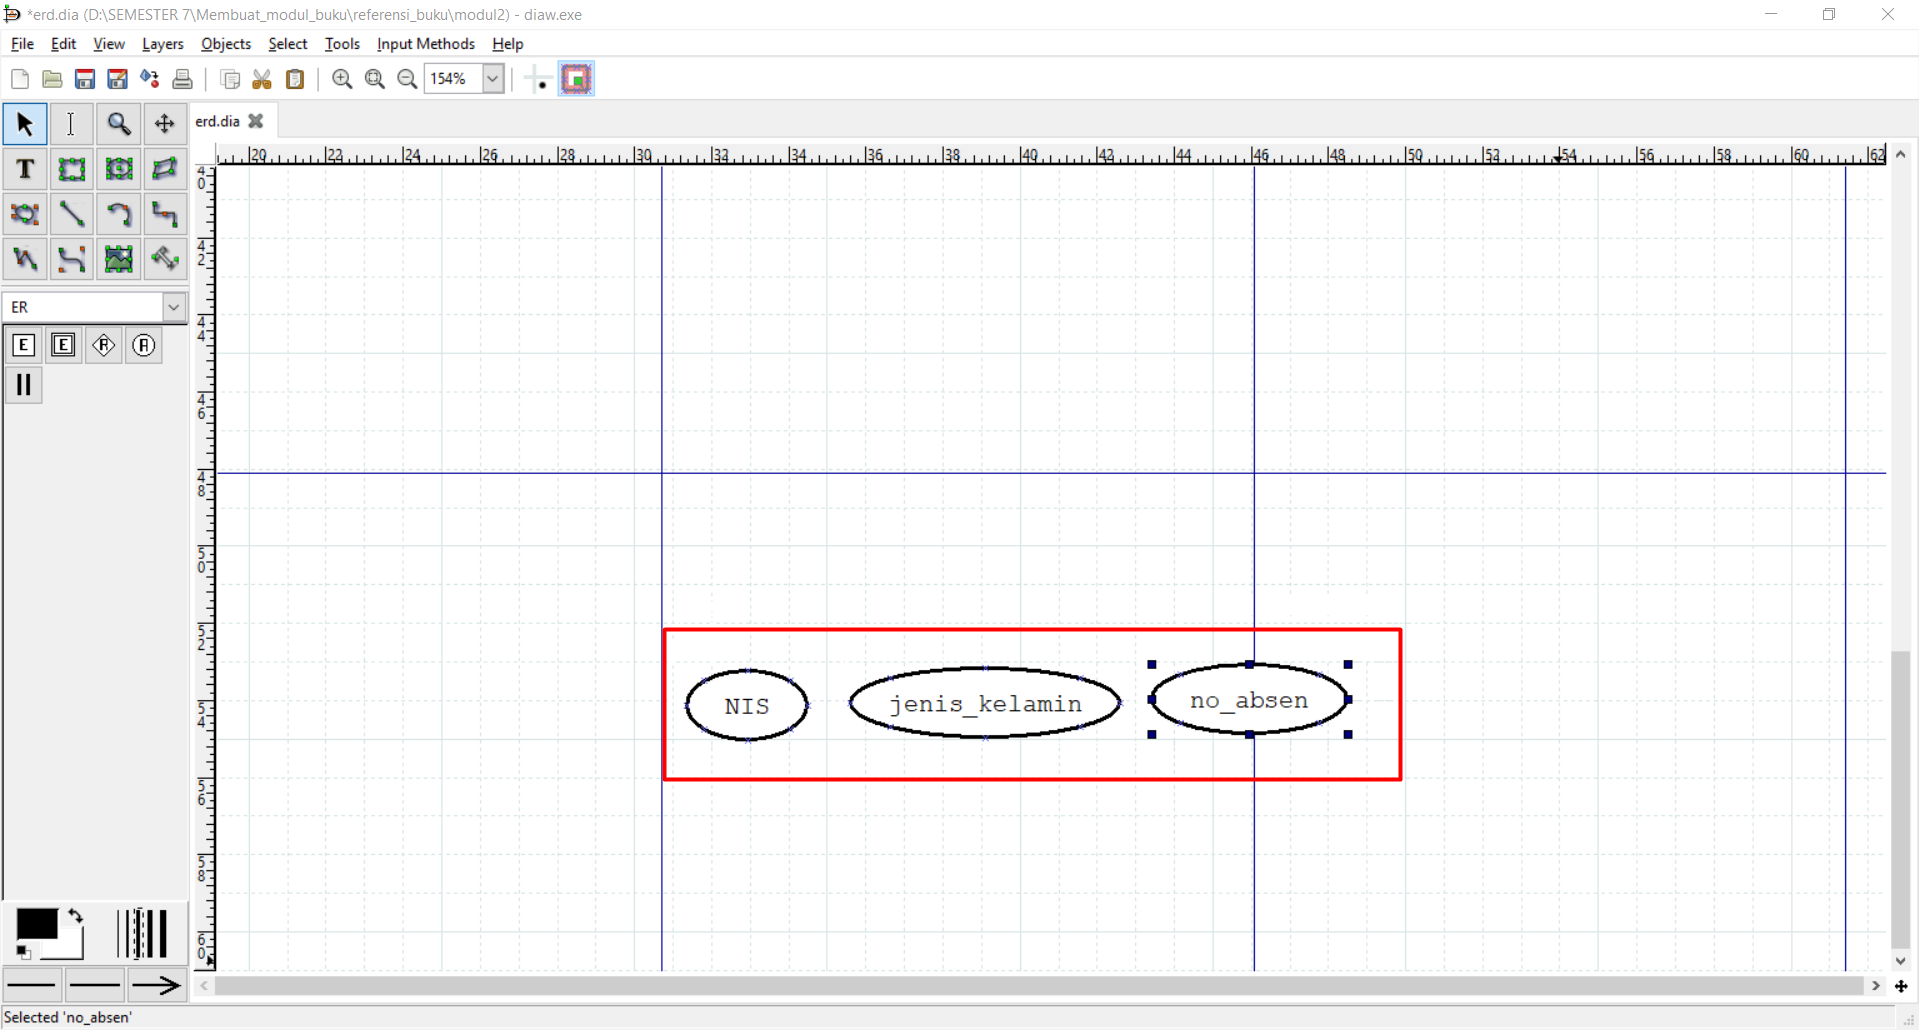 *erd.dia (D:\SEMESTER 7\Membuat_modul_buku\referensi_buku\modul2) - diaw.exe
File Edit View Layers Objects Select Tools Input Methods Help
154%
erd.dia
T
20 22 24 26 28 30 32 34 36 38 40 42 44 46 48 50 52 54 56 58 60 62
40
42
44
46
48
50
52
54
56
58
60
ER
E E R A
NIS jenis_kelamin no_absen
Selected 'no_absen'